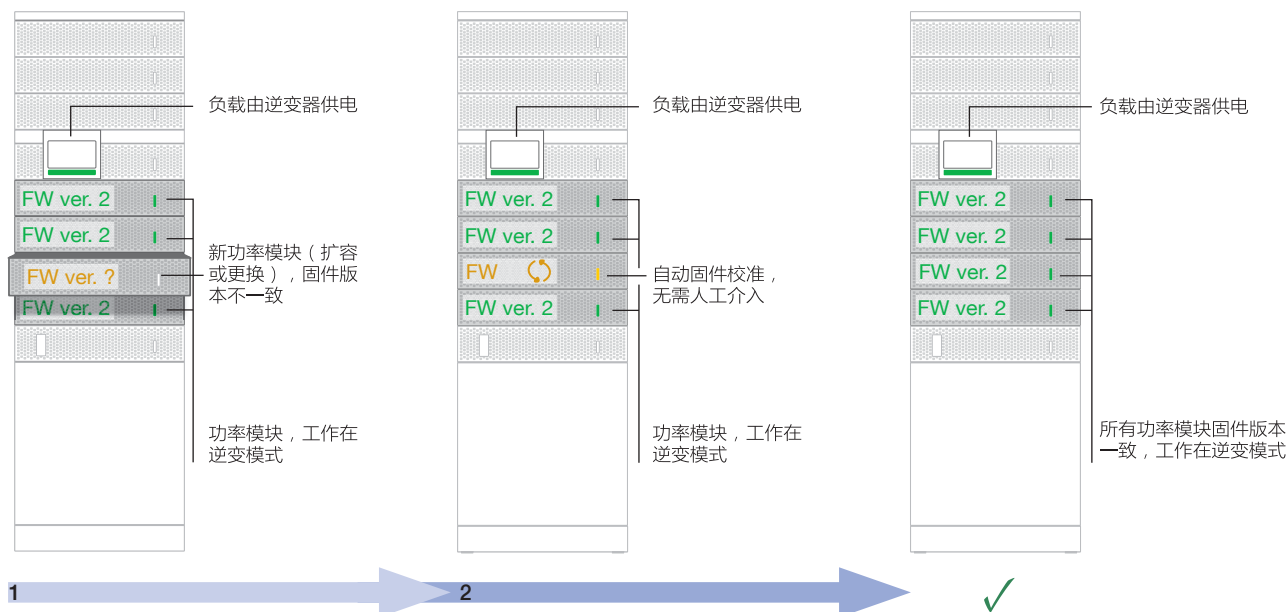 负载由逆变器供电
FW ver. 2
FW ver. 2
FW ver. ?
FW ver. 2
新功率模块（扩容
或更换），固件版
本不一致
功率模块，工作在
逆变模式
负载由逆变器供电
FW ver. 2
FW ver. 2
FW
FW ver. 2
自动固件校准，
无需人工介入
功率模块，工作在
逆变模式
负载由逆变器供电
FW ver. 2
FW ver. 2
FW ver. 2
FW ver. 2
所有功率模块固件版本
一致，工作在逆变模式
1
2